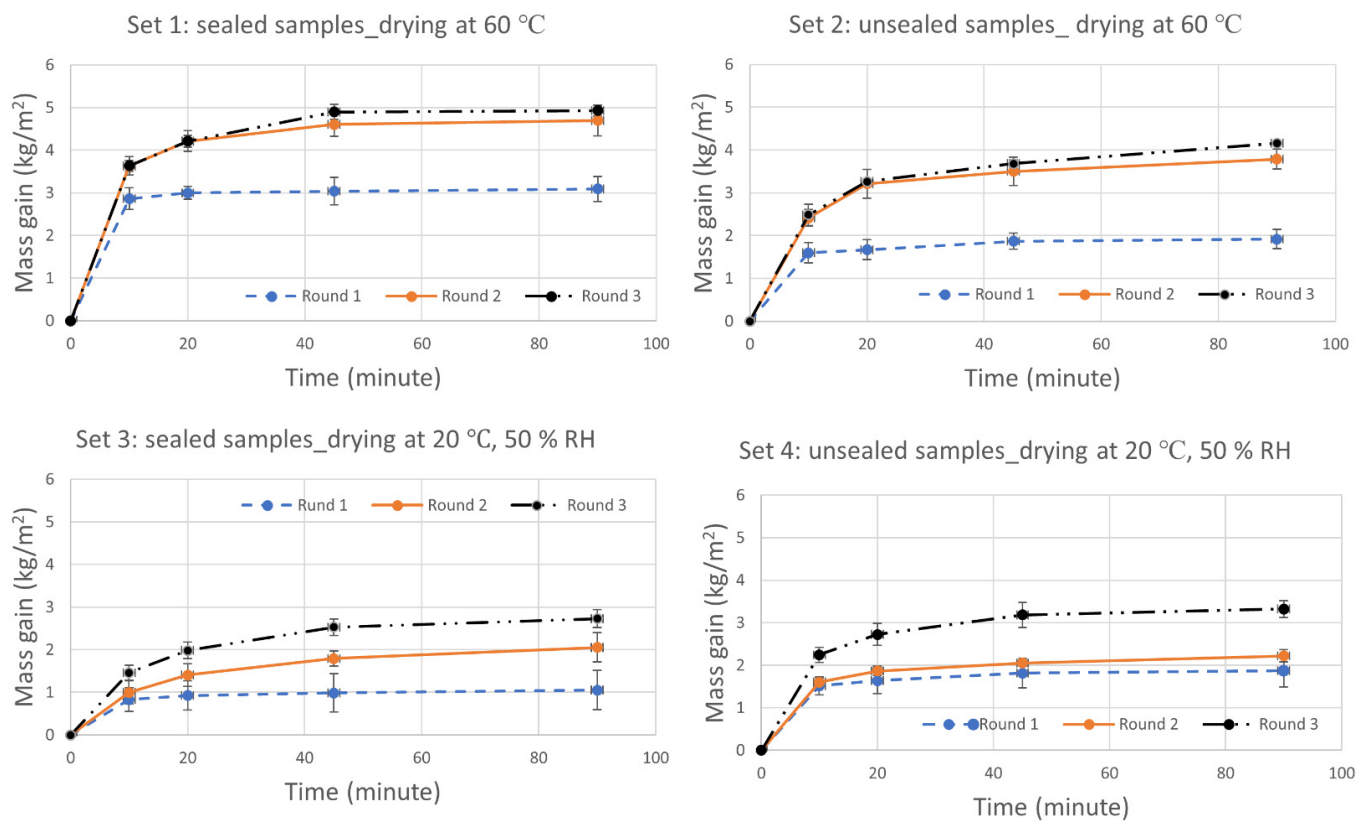 Set 1: sealed samples_drying at 60 ℃
Mass gain (kg/m²)
6
5
4
3
2
1
0
Round 1 Round 2 Round 3
0 20 40 60 80 100
Time (minute)
Set 2: unsealed samples_ drying at 60 ℃
Mass gain (kg/m²)
6
5
4
3
2
1
0
Round 1 Round 2 Round 3
0 20 40 60 80 100
Time (minute)
Set 3: sealed samples_drying at 20 ℃, 50 % RH
Mass gain (kg/m²)
6
Rund 1 Round 2 Round 3
5
4
3
2
1
0
0 20 40 60 80 100
Time (minute)
Set 4: unsealed samples_drying at 20 ℃, 50 % RH
Mass gain (kg/m²)
6
5
4
3
2
1
0
Round 1 Round 2 Round 3
0 20 40 60 80 100
Time (minute)